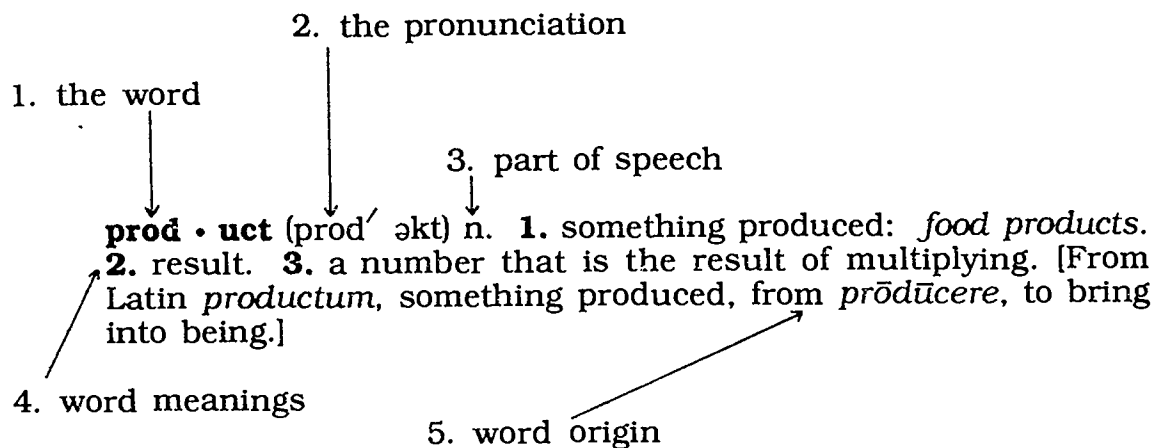 2. the pronunciation
1. the word
3. part of speech
prod • uct (prod′ əkt) n. 1. something produced: food products.
2. result. 3. a number that is the result of multiplying. [From
Latin productum, something produced, from prōdūcere, to bring
into being.]
4. word meanings
5. word origin